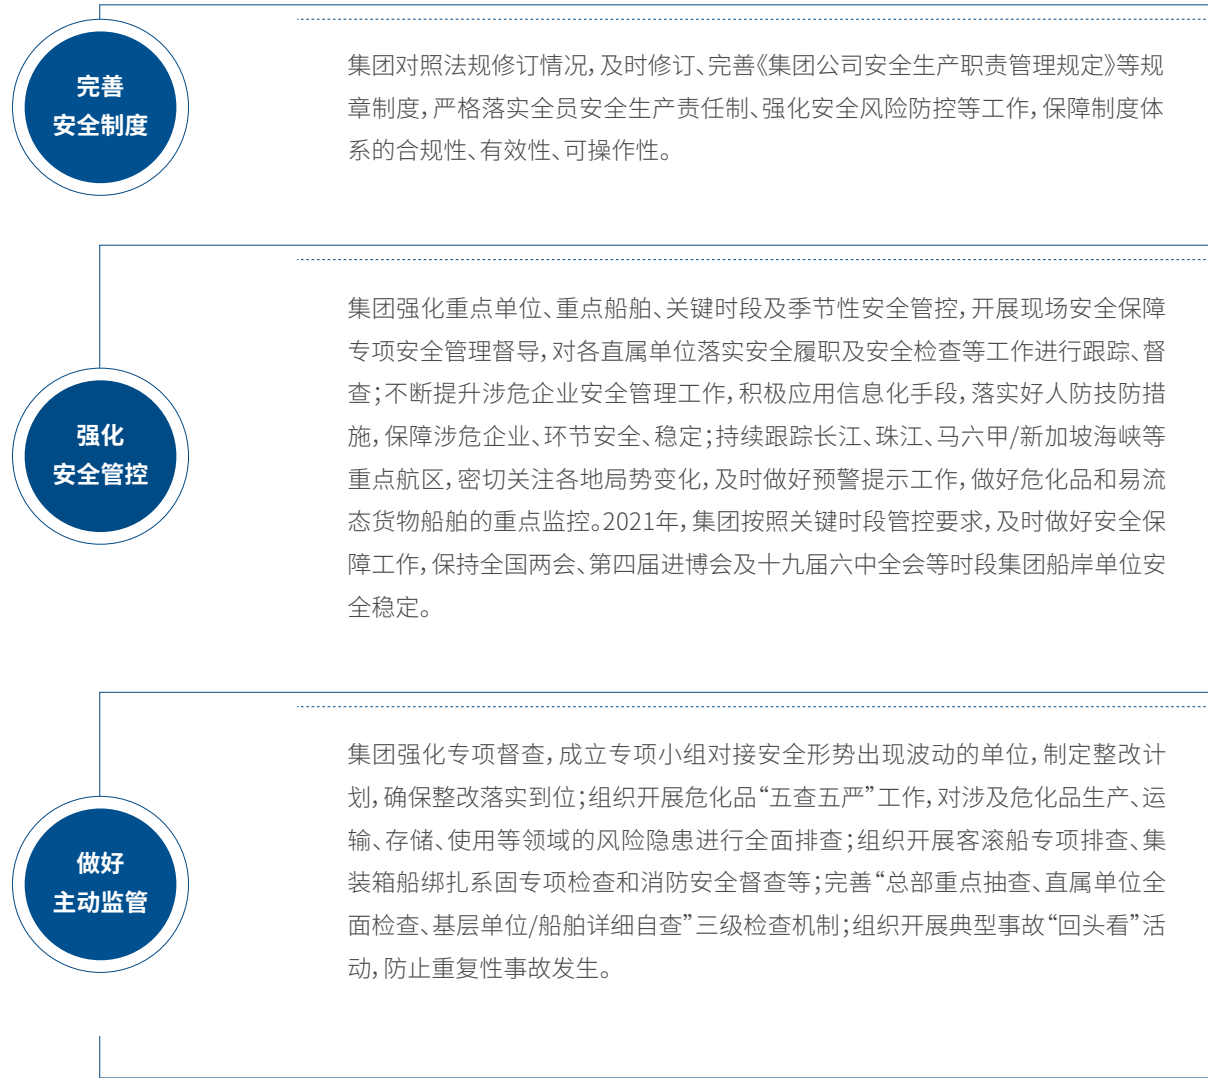 完善
安全制度
集团对照法规修订情况,及时修订、完善《集团公司安全生产职责管理规定》等规
章制度,严格落实全员安全生产责任制、强化安全风险防控等工作,保障制度体
系的合规性、有效性、可操作性。
强化
安全管控
集团强化重点单位、重点船舶、关键时段及季节性安全管控,开展现场安全保障
专项安全管理督导,对各直属单位落实安全履职及安全检查等工作进行跟踪、督
查;不断提升涉危企业安全管理工作,积极应用信息化手段,落实好人防技防措
施,保障涉危企业、环节安全、稳定;持续跟踪长江、珠江、马六甲/新加坡海峡等
重点航区,密切关注各地局势变化,及时做好预警提示工作,做好危化品和易流
态货物船舶的重点监控。2021年,集团按照关键时段管控要求,及时做好安全保
障工作,保持全国两会、第四届进博会及十九届六中全会等时段集团船岸单位安
全稳定。
做好
主动监管
集团强化专项督查,成立专项小组对接安全形势出现波动的单位,制定整改计
划,确保整改落实到位;组织开展危化品“五查五严”工作,对涉及危化品生产、运
输、存储、使用等领域的风险隐患进行全面排查;组织开展客滚船专项排查、集
装箱船绑扎系固专项检查和消防安全督查等;完善“总部重点抽查、直属单位全
面检查、基层单位/船舶详细自查”三级检查机制;组织开展典型事故“回头看”活
动,防止重复性事故发生。